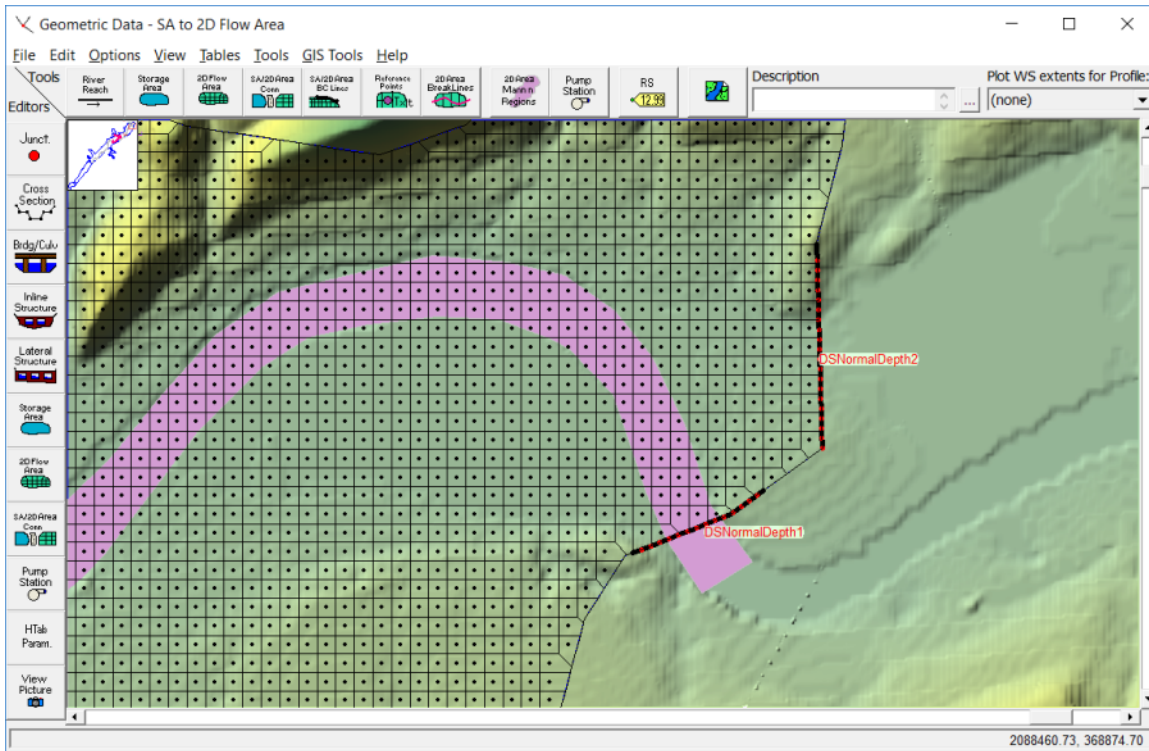 Geometric Data - SA to 2D Flow Area
File Edit Options View Tables Tools GIS Tools Help
Tools
Editors
River
Reach
Storage
Area
2D Flow
Area
SA/2D Area
Conn
SA/2D Area
BC Lines
Reference
Points
2D Area
BreakLines
2D Area
Mann n
Regions
Pump
Station
RS
12.99
Description
...
Plot WS extents for Profile:
(none)
Junct.
Cross
Section
Brdg/Culv
Inline
Structure
Lateral
Structure
Storage
Area
2D Flow
Area
SA/2D Area
Conn
Pump
Station
HTab
Param.
View
Picture
DSNormalDepth2
DSNormalDepth1
2088460.73, 368874.70